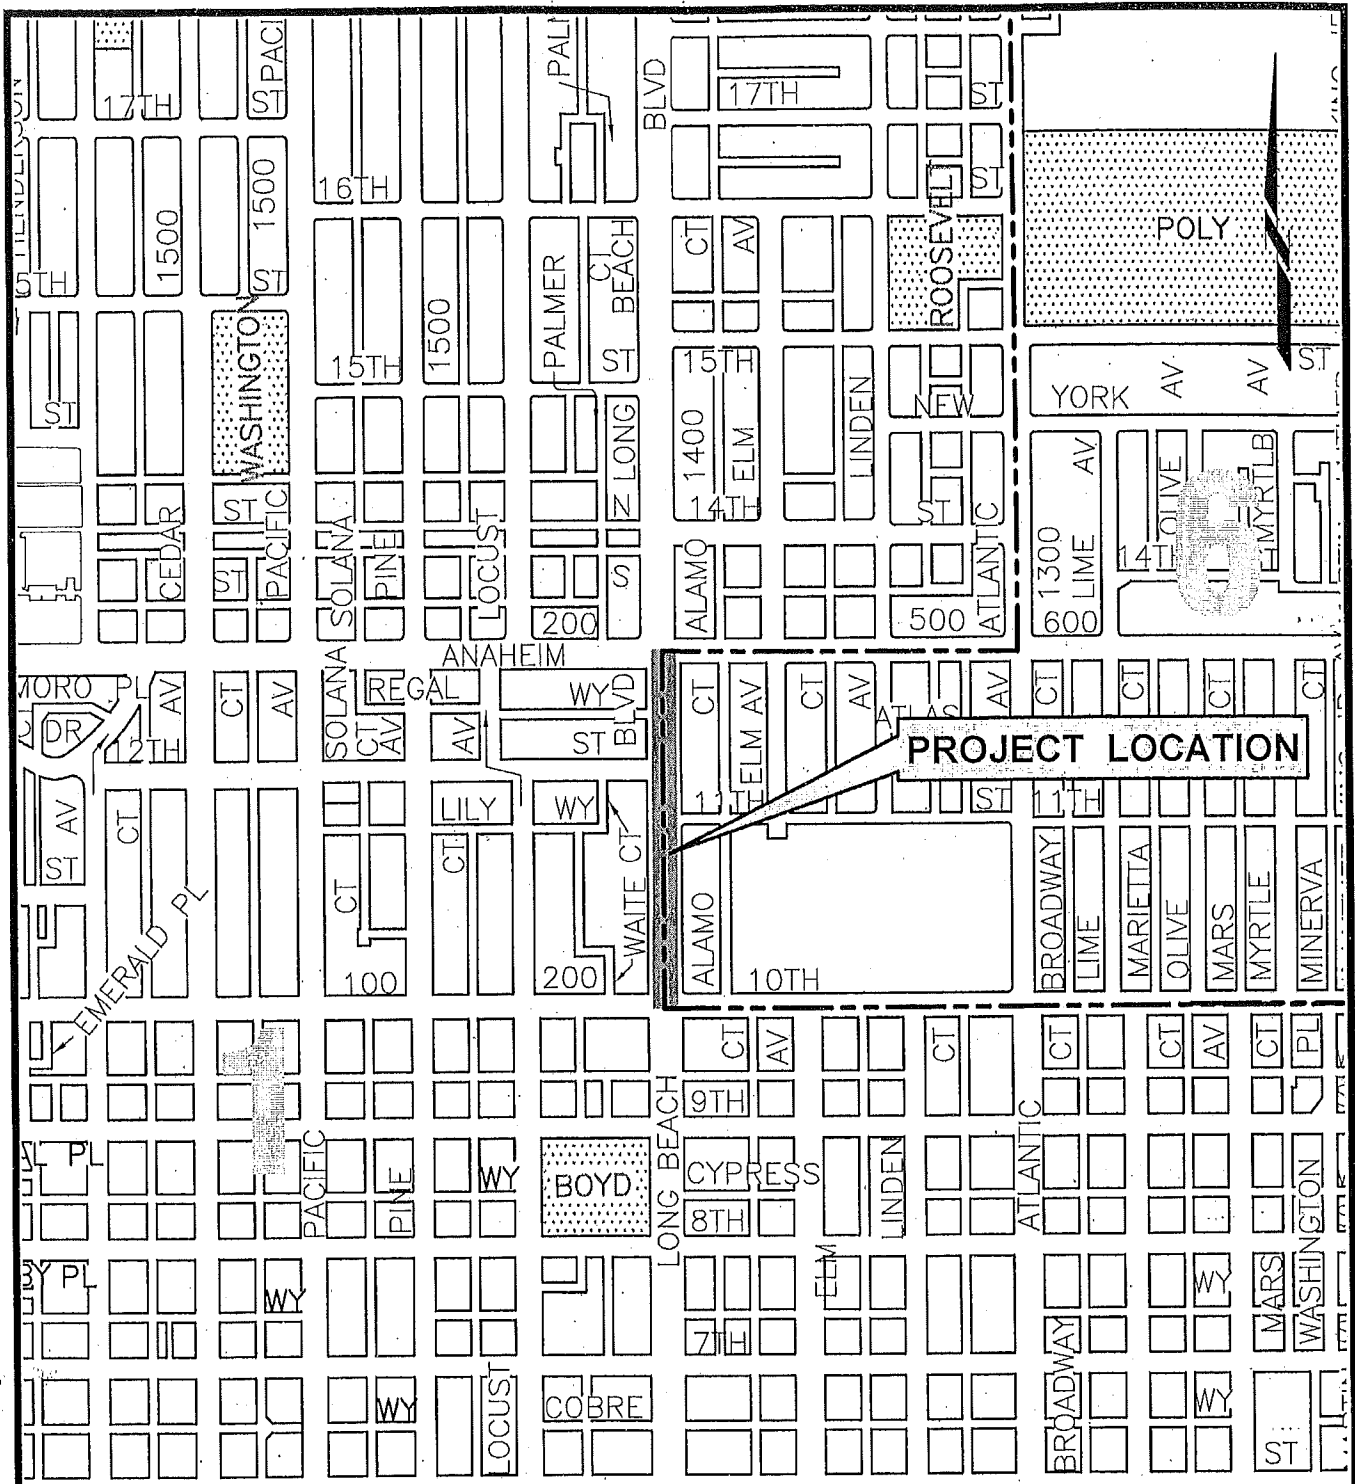 PACI
PALM
BLVD
17TH
ST
17TH
ST
HENDERSON
1500
1500
16TH
ST
ROOSEVELT
POLY
5TH
ST
PALMER
CT
BEACH
CT
AV
WASHINGTON
15TH
1500
ST
15TH
ST
AV
AV
ST
NEW
YORK
1400
ELM
LINDEN
N LONG
14TH
ST
ST
CEDAR
ST
PACIFIC
SOLANA
PINE
LOCUST
S
ALAMO
ATLANTIC
1300
LIME
AV
14TH
OLIVE
MYRTLB
6
200
500
600
ANAHEIM
MORO PL
DR
12TH
AV
CT
AV
SOLANA
CT
AV
REGAL
AV
WY
ST
BLVD
CT
ELM AV
CT
AV
ATLAS
AV
CT
CT
CT
CT
PROJECT LOCATION
11TH
ST
11TH
AV
ST
CT
LILY
WY
CT
CT
WAITE CT
ALAMO
BROADWAY
LIME
MARIETTA
OLIVE
MARS
MYRTLE
MINERVA
EMERALD PL
100
200
10TH
1
CT
AV
CT
CT
CT
AV
CT
PL
9TH
PACIFIC
PINE
WY
BOYD
LONG BEACH
CYPRESS
8TH
ELM
LINDEN
ATLANTIC
WASHINGTON
PL
BY PL
WY
7TH
WY
MARS
WY
LOCUST
COBRE
BROADWAY
WY
ST